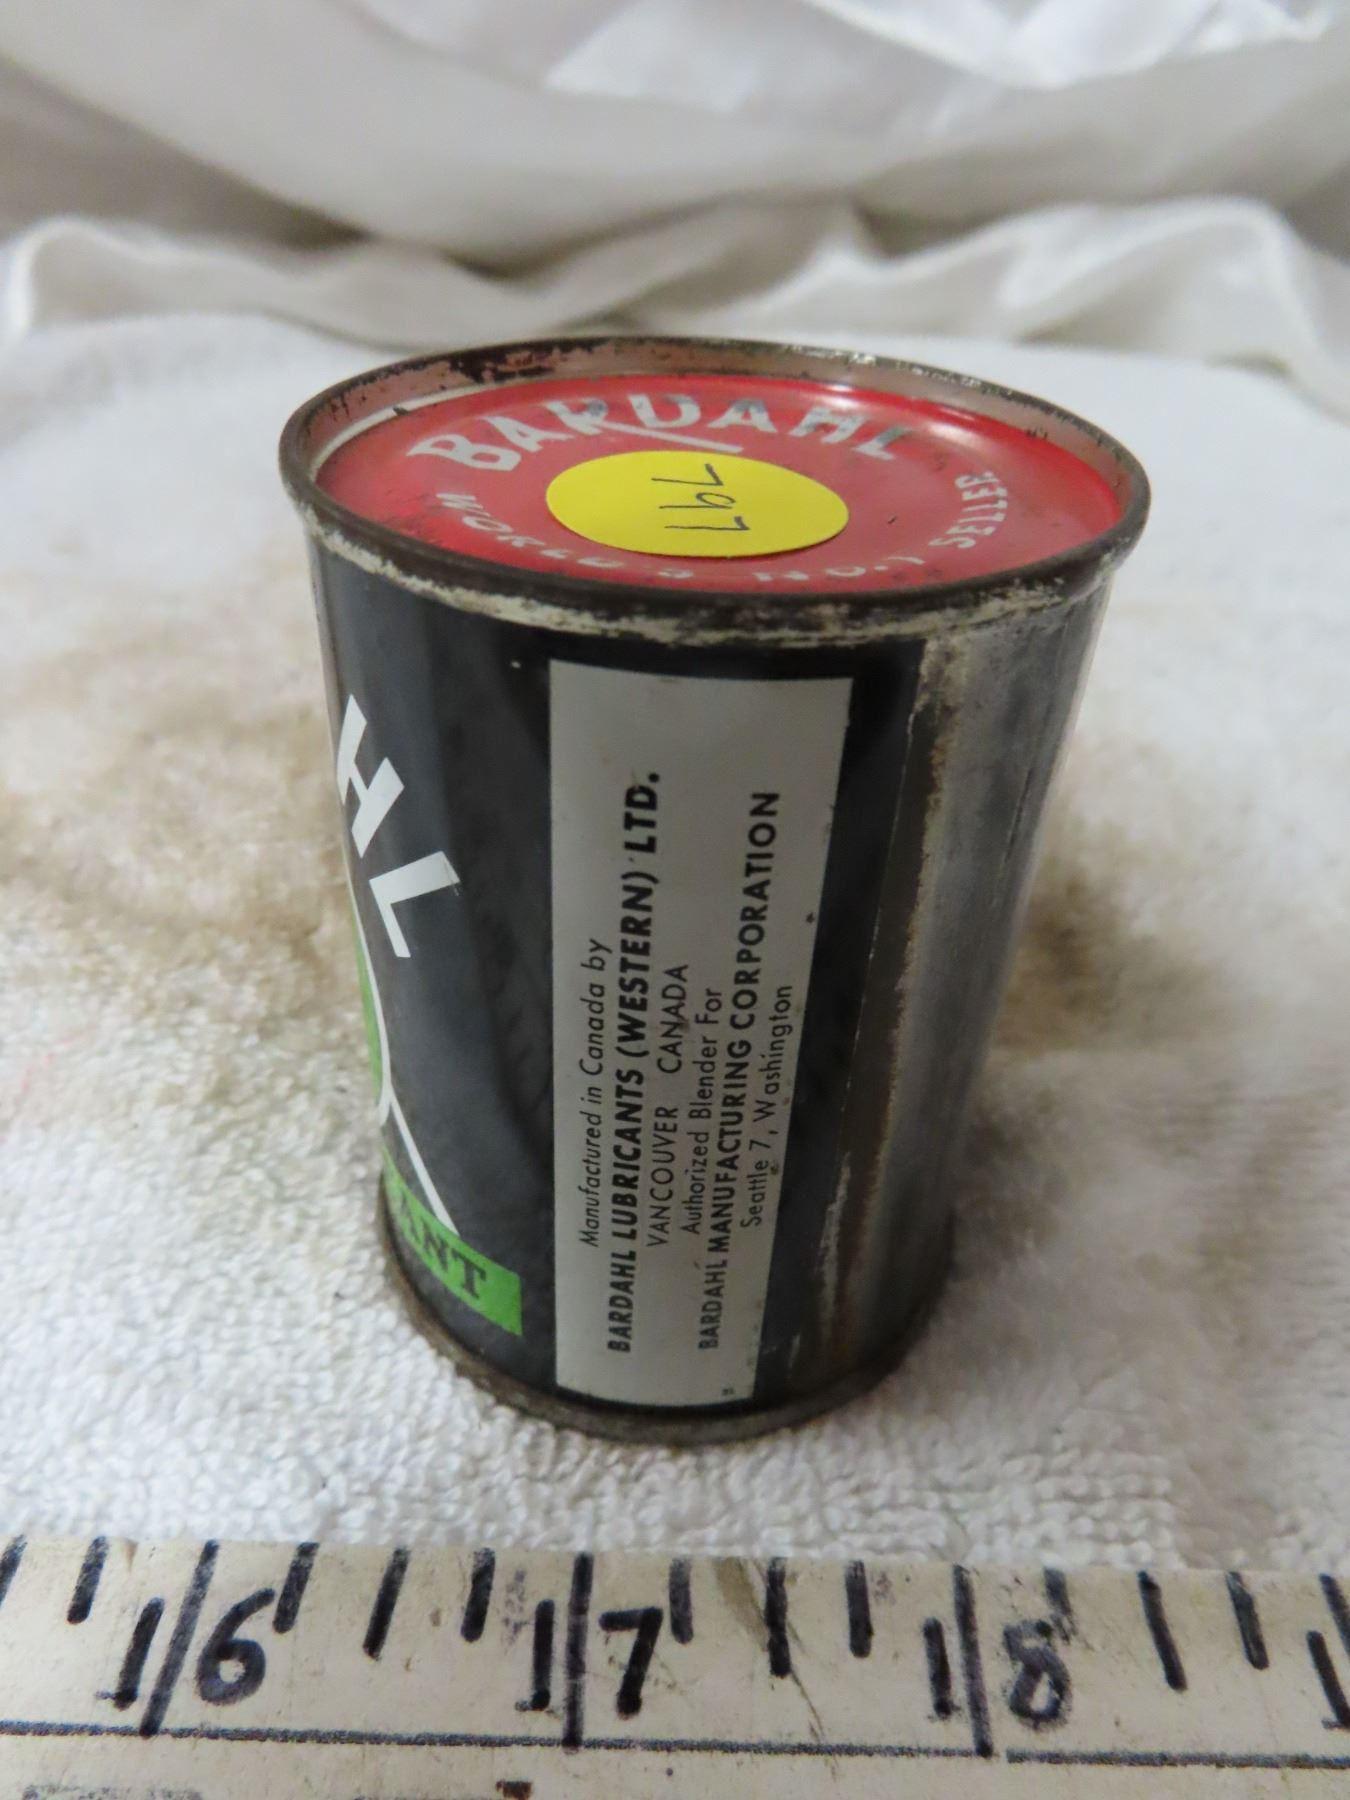 BARDAHL
WORLD'S NO. 1 SELLER
797
HL
ANT
Manufactured in Canada by
BARDAHL LUBRICANTS (WESTERN) LTD.
VANCOUVER CANADA
Authorized Blender For
BARDAHL MANUFACTURING CORPORATION
Seattle 7, Washington
6 7 8